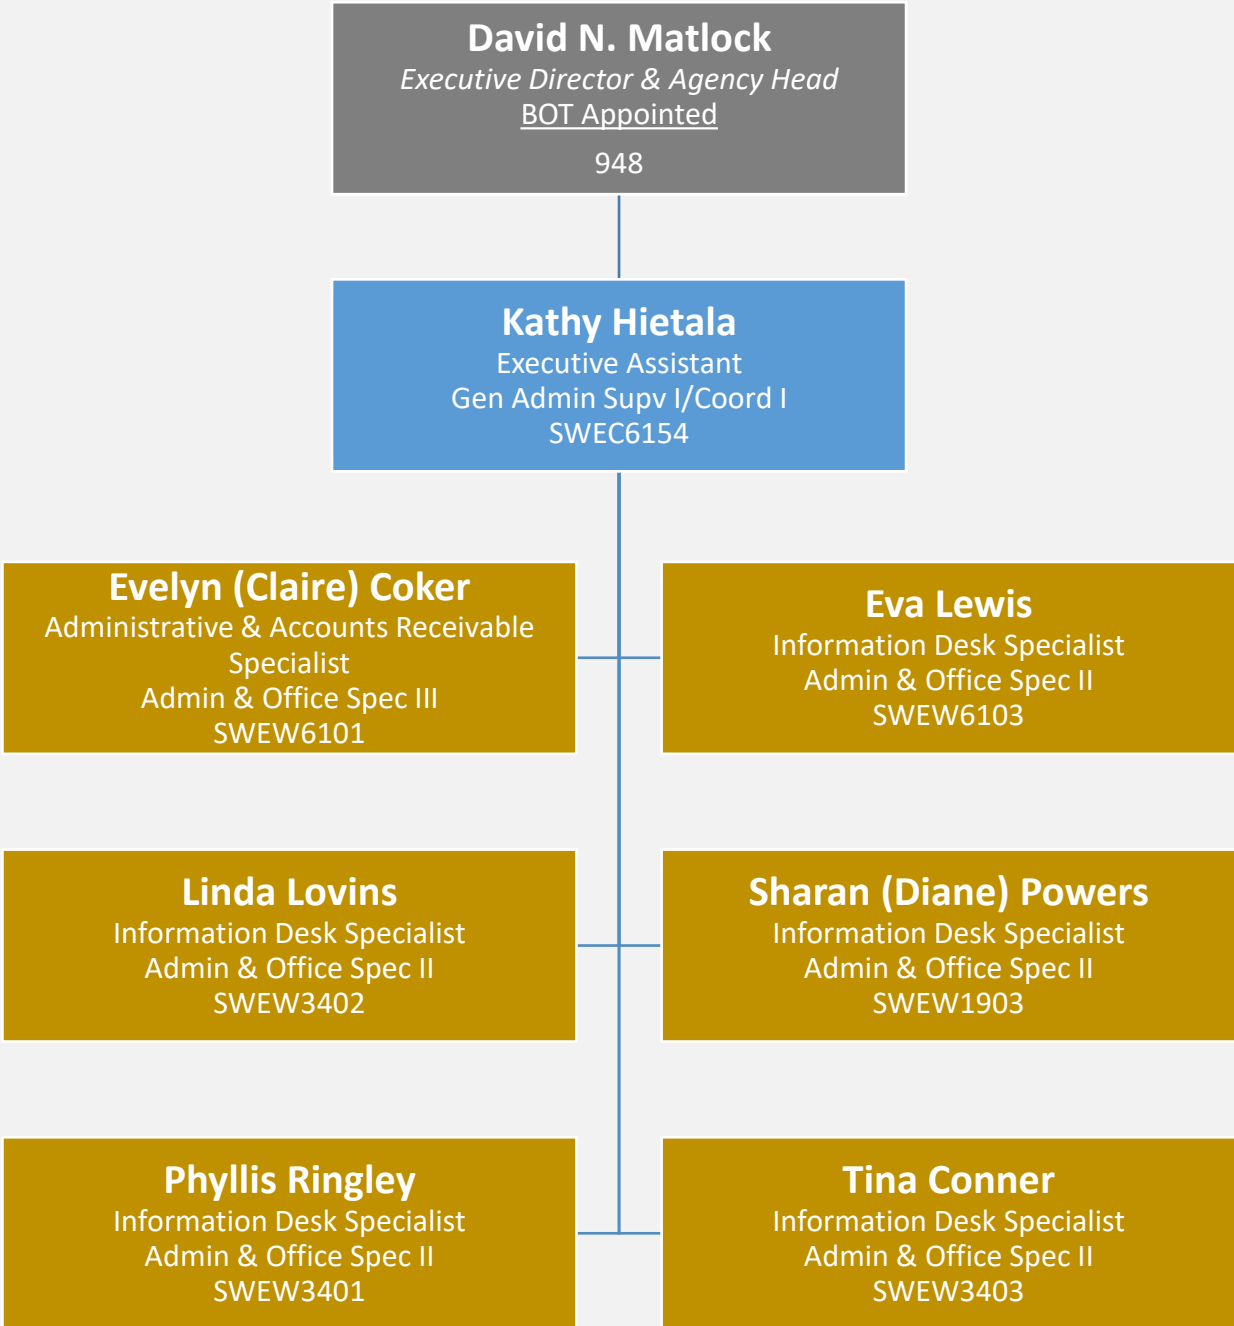 David N. Matlock
Executive Director & Agency Head
BOT Appointed
948
Kathy Hietala
Executive Assistant
Gen Admin Supv I/Coord I
SWEC6154
Evelyn (Claire) Coker
Administrative & Accounts Receivable
Specialist
Admin & Office Spec III
SWEW6101
Eva Lewis
Information Desk Specialist
Admin & Office Spec II
SWEW6103
Linda Lovins
Information Desk Specialist
Admin & Office Spec II
SWEW3402
Sharan (Diane) Powers
Information Desk Specialist
Admin & Office Spec II
SWEW1903
Phyllis Ringley
Information Desk Specialist
Admin & Office Spec II
SWEW3401
Tina Conner
Information Desk Specialist
Admin & Office Spec II
SWEW3403